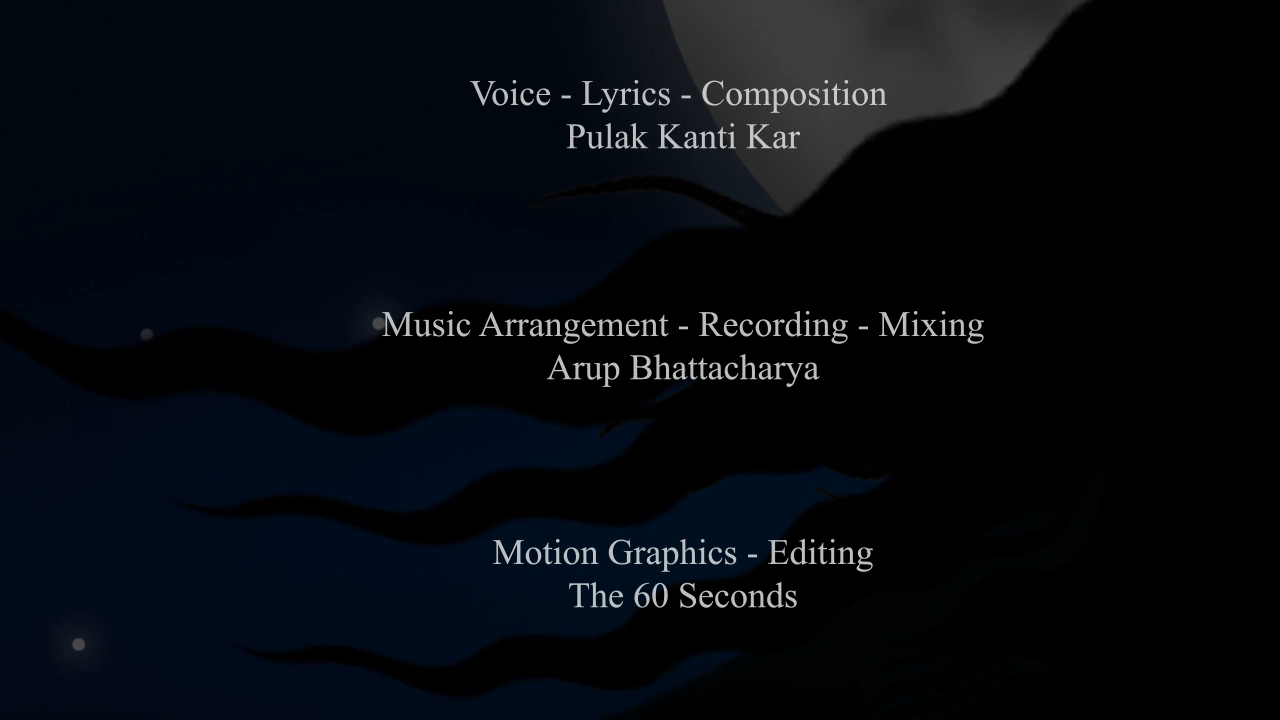 Voice - Lyrics - Composition
Pulak Kanti Kar
Music Arrangement - Recording - Mixing
Arup Bhattacharya
Motion Graphics - Editing
The 60 Seconds